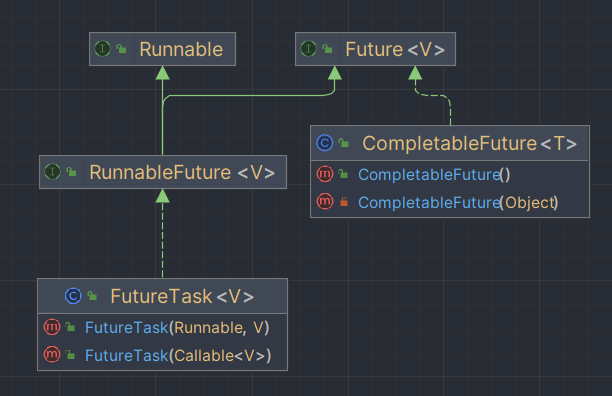 Runnable
Future<V>
RunnableFuture <V>
CompletableFuture<T>
CompletableFuture()
CompletableFuture(Object)
FutureTask<V>
FutureTask(Runnable, V)
FutureTask(Callable<V>)